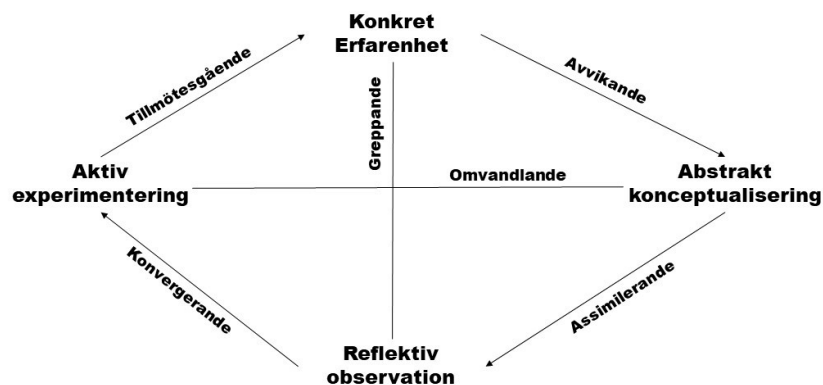 Konkret
Erfarenhet
Tillmötesgående
Avvikande
Greppande
Aktiv
experimentering
Omvandlande
Abstrakt
konceptualisering
Konvergerande
Assimilerande
Reflektiv
observation